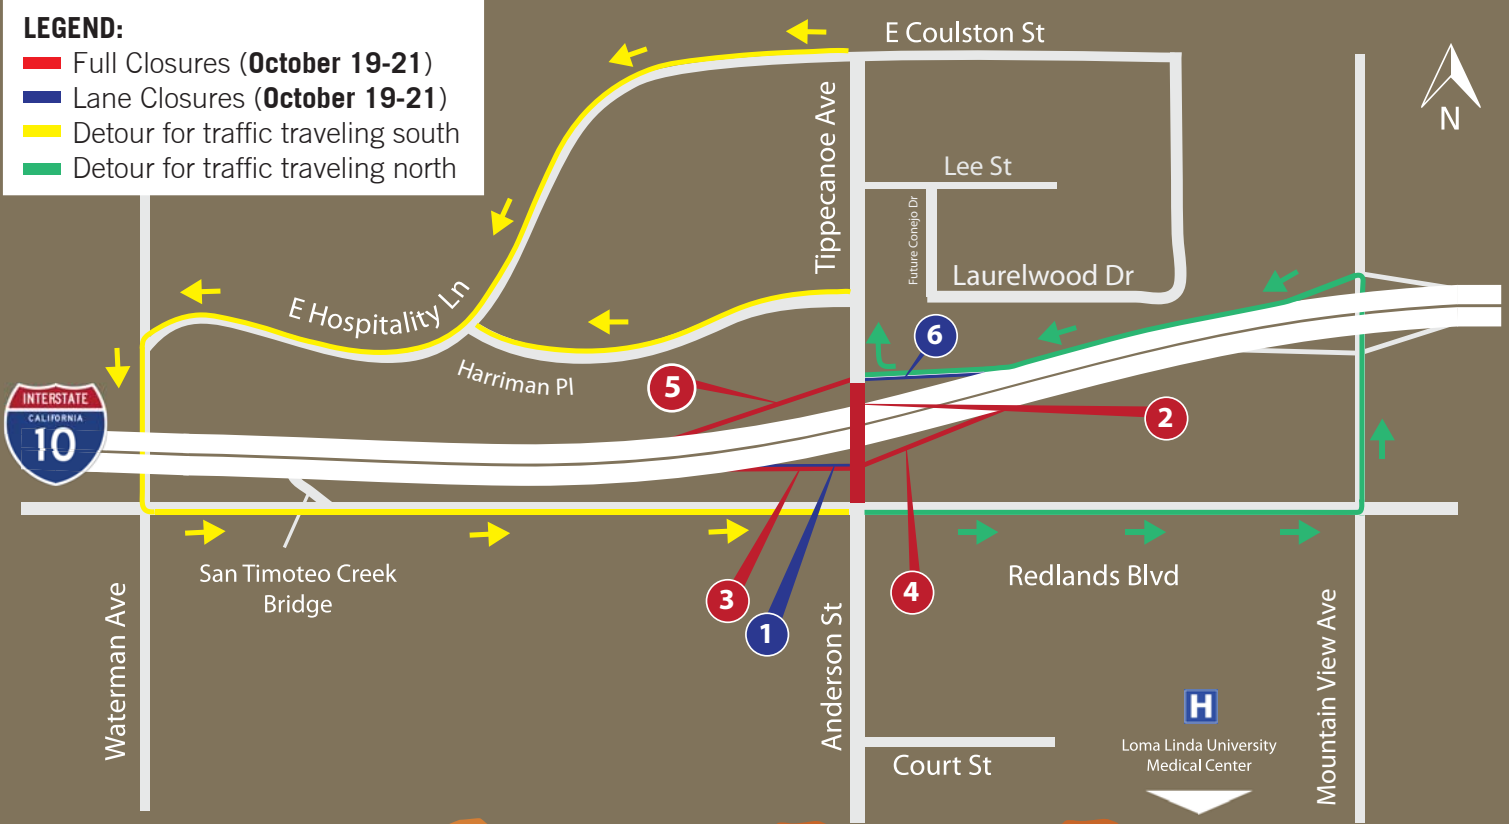 LEGEND:
Full Closures (October 19-21)
Lane Closures (October 19-21)
Detour for traffic traveling south
Detour for traffic traveling north
E Coulston St
N
Tippecanoe Ave
Lee St
Future Conejo Dr
Laurelwood Dr
E Hospitality Ln
Harriman Pl
6
5
2
INTERSTATE
CALIFORNIA
10
San Timoteo Creek
Bridge
3
1
4
Redlands Blvd
Waterman Ave
Anderson St
Mountain View Ave
H
Loma Linda University
Medical Center
Court St